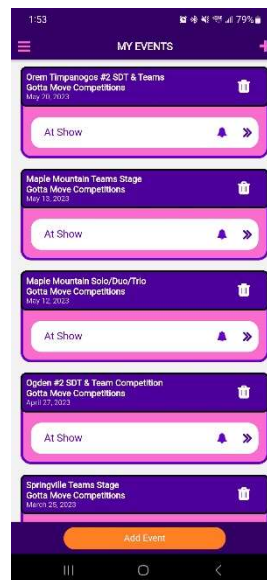 1:53
79%
MY EVENTS
Orem Timpanogos #2 SDT & Teams
Gotta Move Competitions
May 20, 2023
At Show
Maple Mountain Teams Stage
Gotta Move Competitions
May 13, 2023
At Show
Maple Mountain Solo/Duo/Trio
Gotta Move Competitions
May 12, 2023
At Show
Ogden #2 SDT & Team Competition
Gotta Move Competitions
April 27, 2023
At Show
Springville Teams Stage
Gotta Move Competitions
March 25, 2023
Add Event